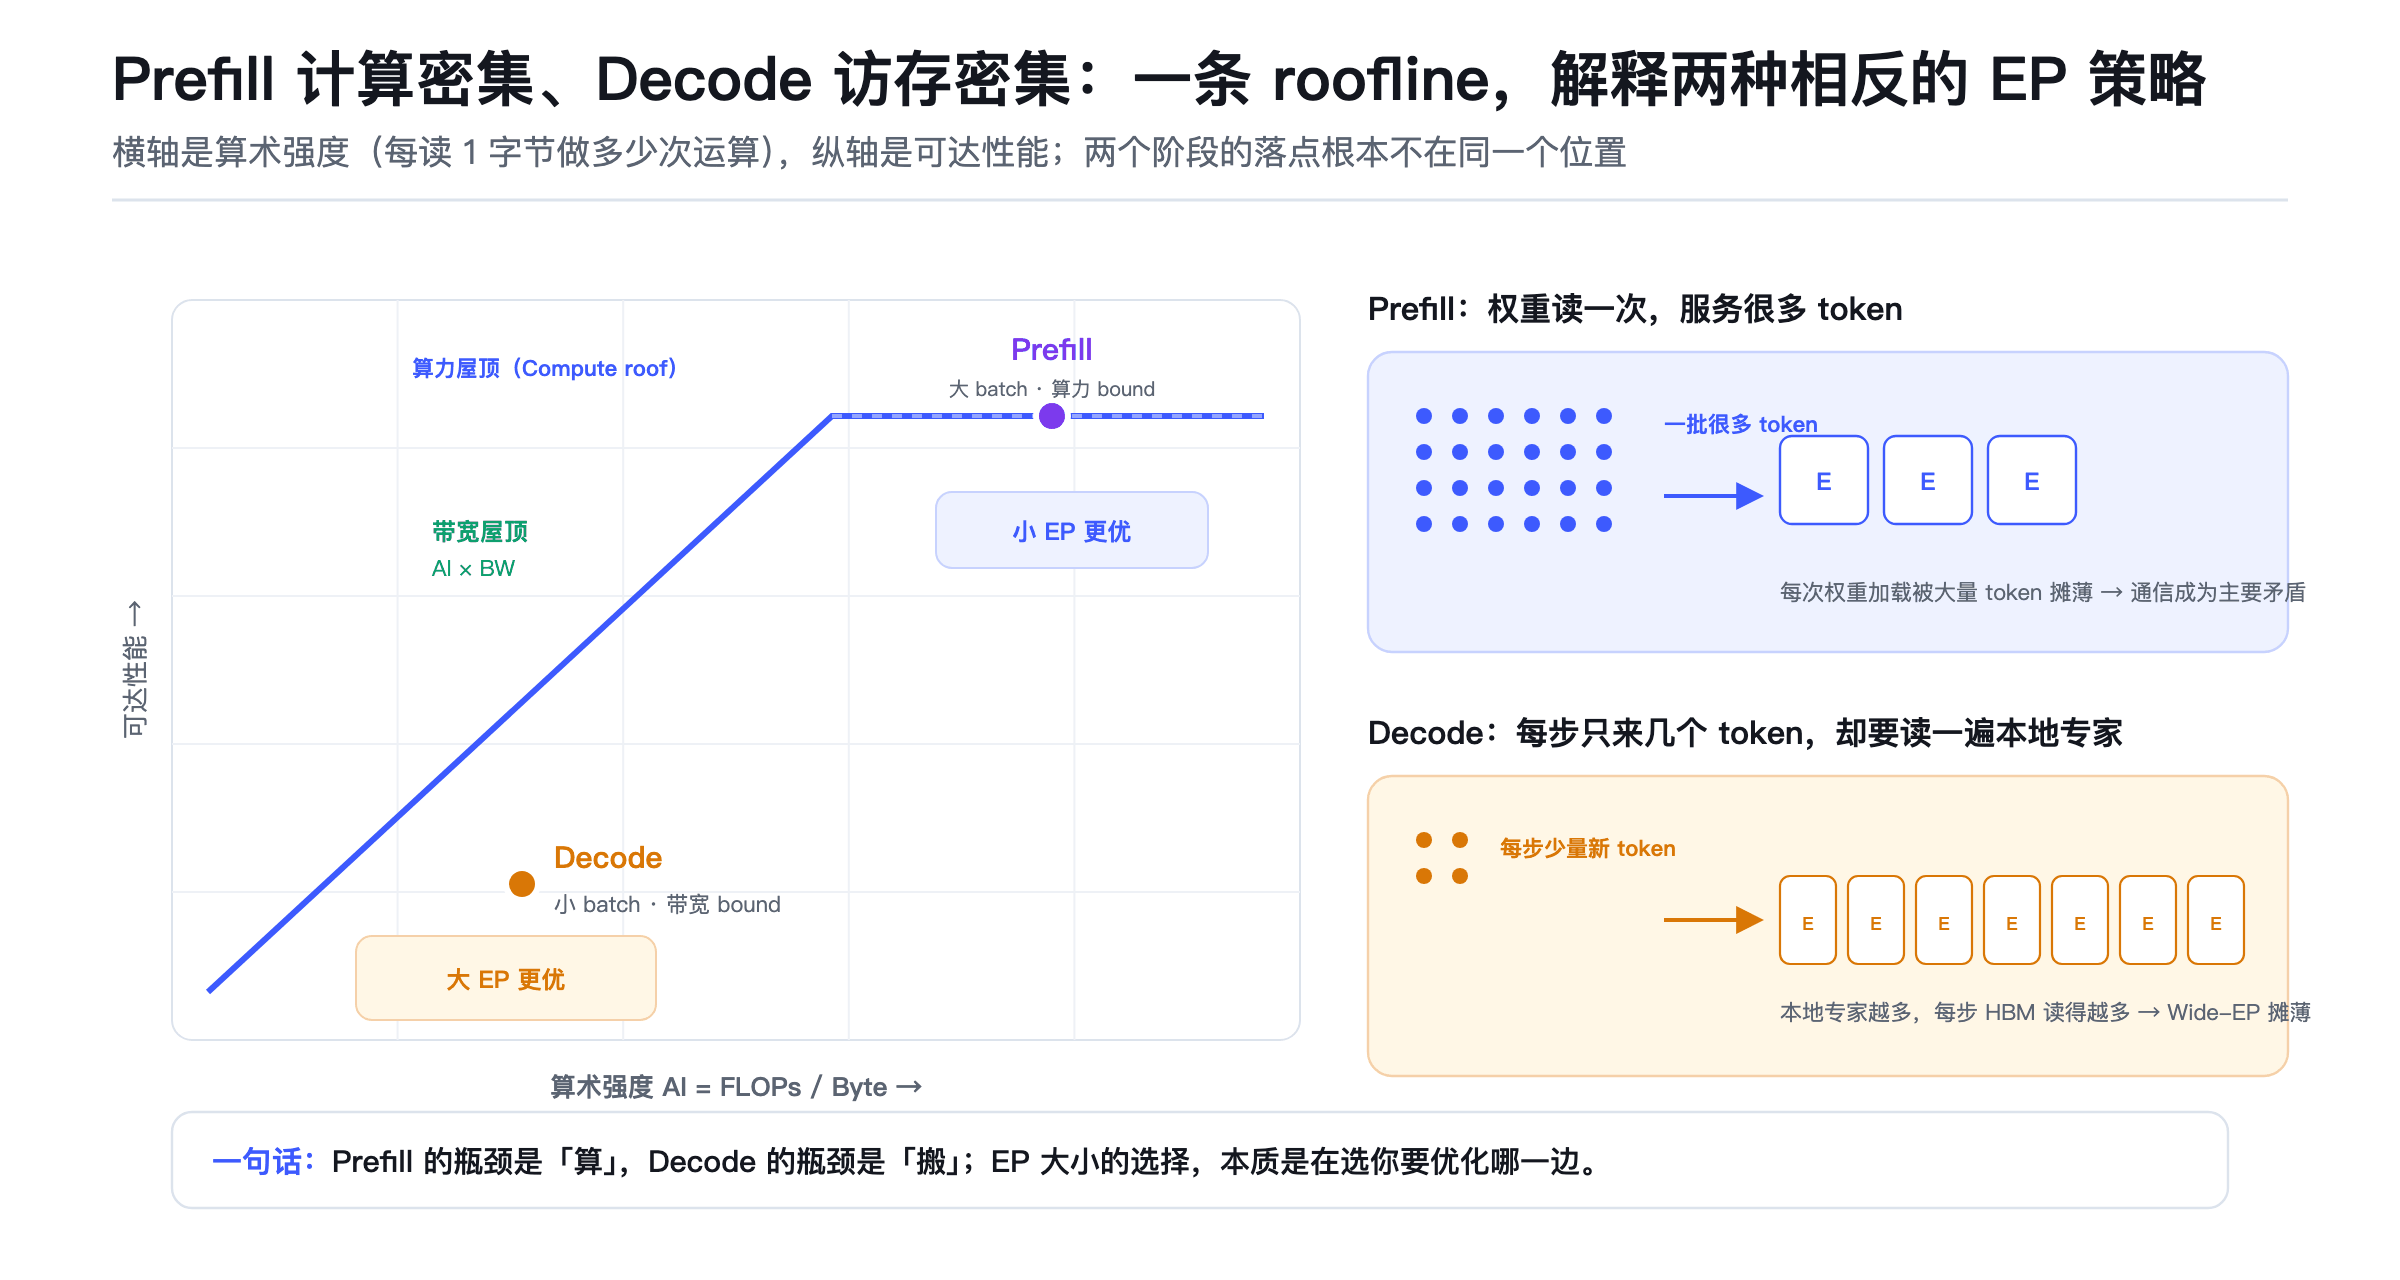 Prefill 计算密集、Decode 访存密集：一条 roofline，解释两种相反的 EP 策略
横轴是算术强度（每读 1 字节做多少次运算），纵轴是可达性能；两个阶段的落点根本不在同一个位置
算力屋顶（Compute roof）
Prefill
大 batch · 算力 bound
带宽屋顶
AI × BW
小 EP 更优
可达性能 →
Decode
小 batch · 带宽 bound
大 EP 更优
算术强度 AI = FLOPs / Byte →
Prefill：权重读一次，服务很多 token
一批很多 token
E E E
每次权重加载被大量 token 摊薄 → 通信成为主要矛盾
Decode：每步只来几个 token，却要读一遍本地专家
每步少量新 token
E E E E E E E
本地专家越多，每步 HBM 读得越多 → Wide-EP 摊薄
一句话：Prefill 的瓶颈是「算」，Decode 的瓶颈是「搬」；EP 大小的选择，本质是在选你要优化哪一边。